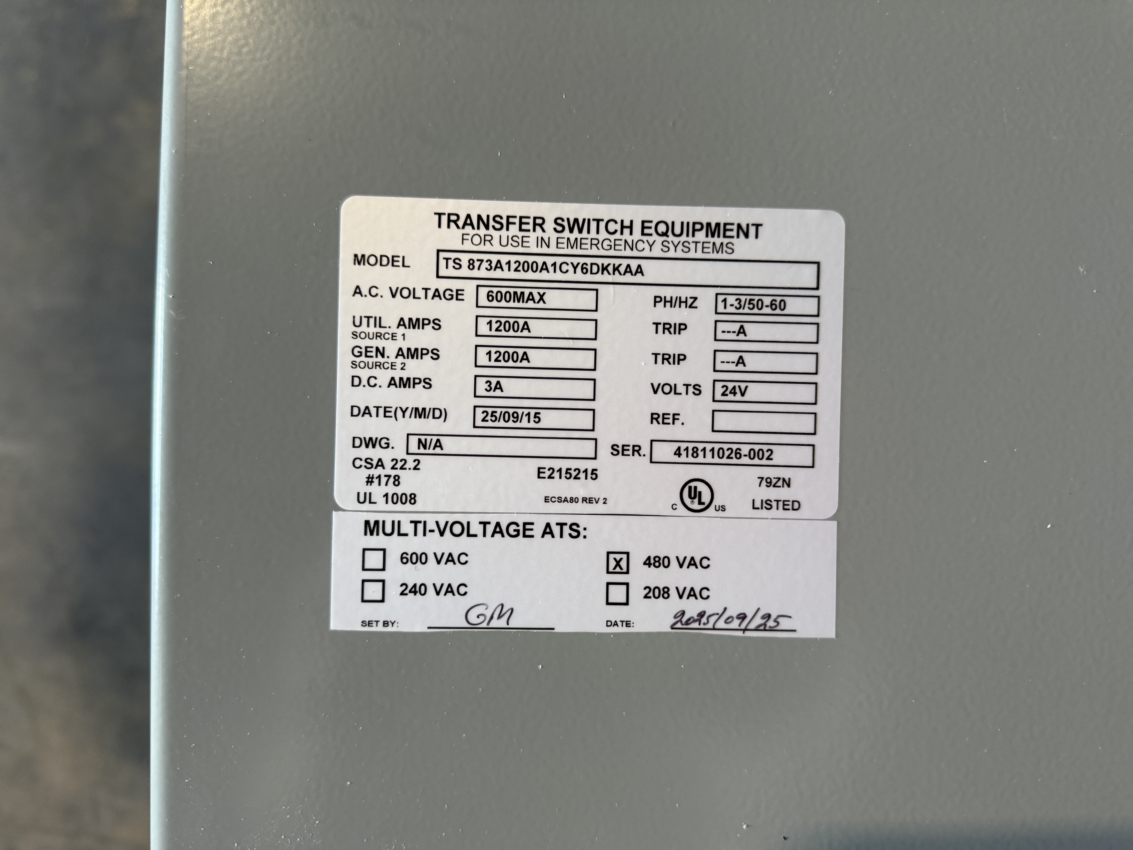 TRANSFER SWITCH EQUIPMENT
FOR USE IN EMERGENCY SYSTEMS
MODEL TS 873A1200A1CY6DKKAA
A.C. VOLTAGE 600MAX PH/HZ 1-3/50-60
UTIL. AMPS 1200A TRIP ---A
SOURCE 1
GEN. AMPS 1200A TRIP ---A
SOURCE 2
D.C. AMPS 3A VOLTS 24V
DATE(Y/M/D) 25/09/15 REF.
DWG. N/A SER. 41811026-002
CSA 22.2 E215215 79ZN
#178
UL 1008 ECSA80 REV 2 C UL US LISTED
MULTI-VOLTAGE ATS:
600 VAC X 480 VAC
240 VAC 208 VAC
SET BY: GM DATE: 2025/09/25